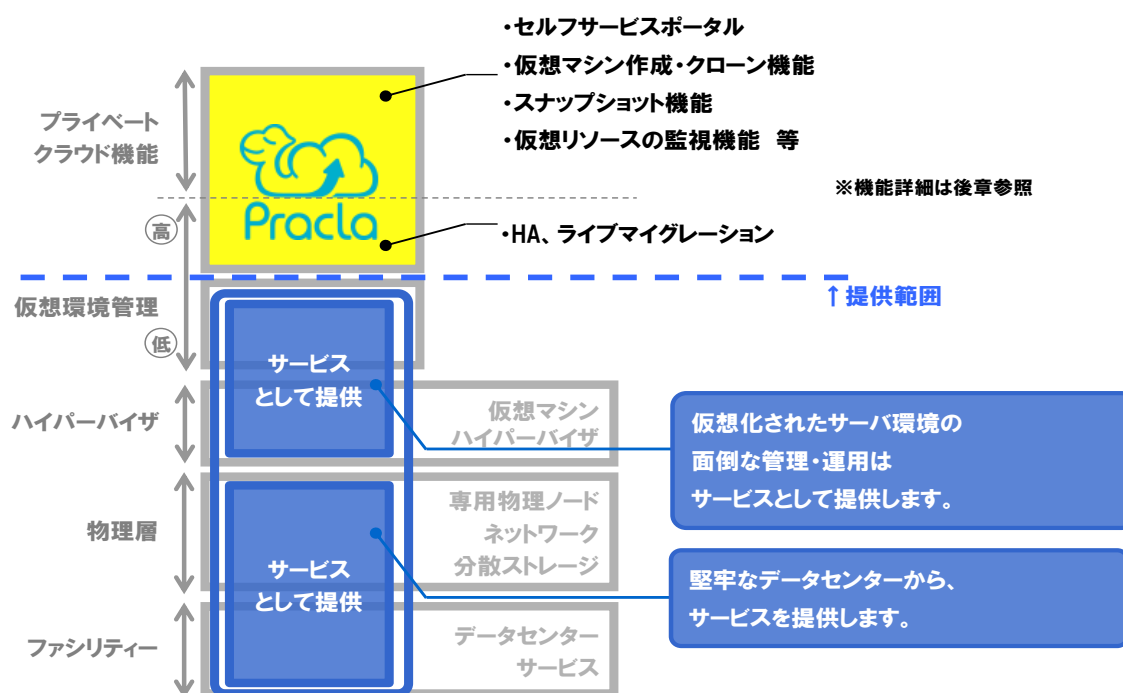 ・セルフサービスポータル
・仮想マシン作成・クローン機能
・スナップショット機能
・仮想リソースの監視機能 等
※機能詳細は後章参照
プライベート
クラウド機能
Pracla
高
・HA、ライブマイグレーション
↑提供範囲
仮想環境管理
低
サービス
として提供
ハイパーバイザ
仮想マシン
ハイパーバイザ
仮想化されたサーバ環境の
面倒な管理・運用は
サービスとして提供します。
物理層
専用物理ノード
ネットワーク
分散ストレージ
サービス
として提供
堅牢なデータセンターから、
サービスを提供します。
ファシリティー
データセンター
サービス